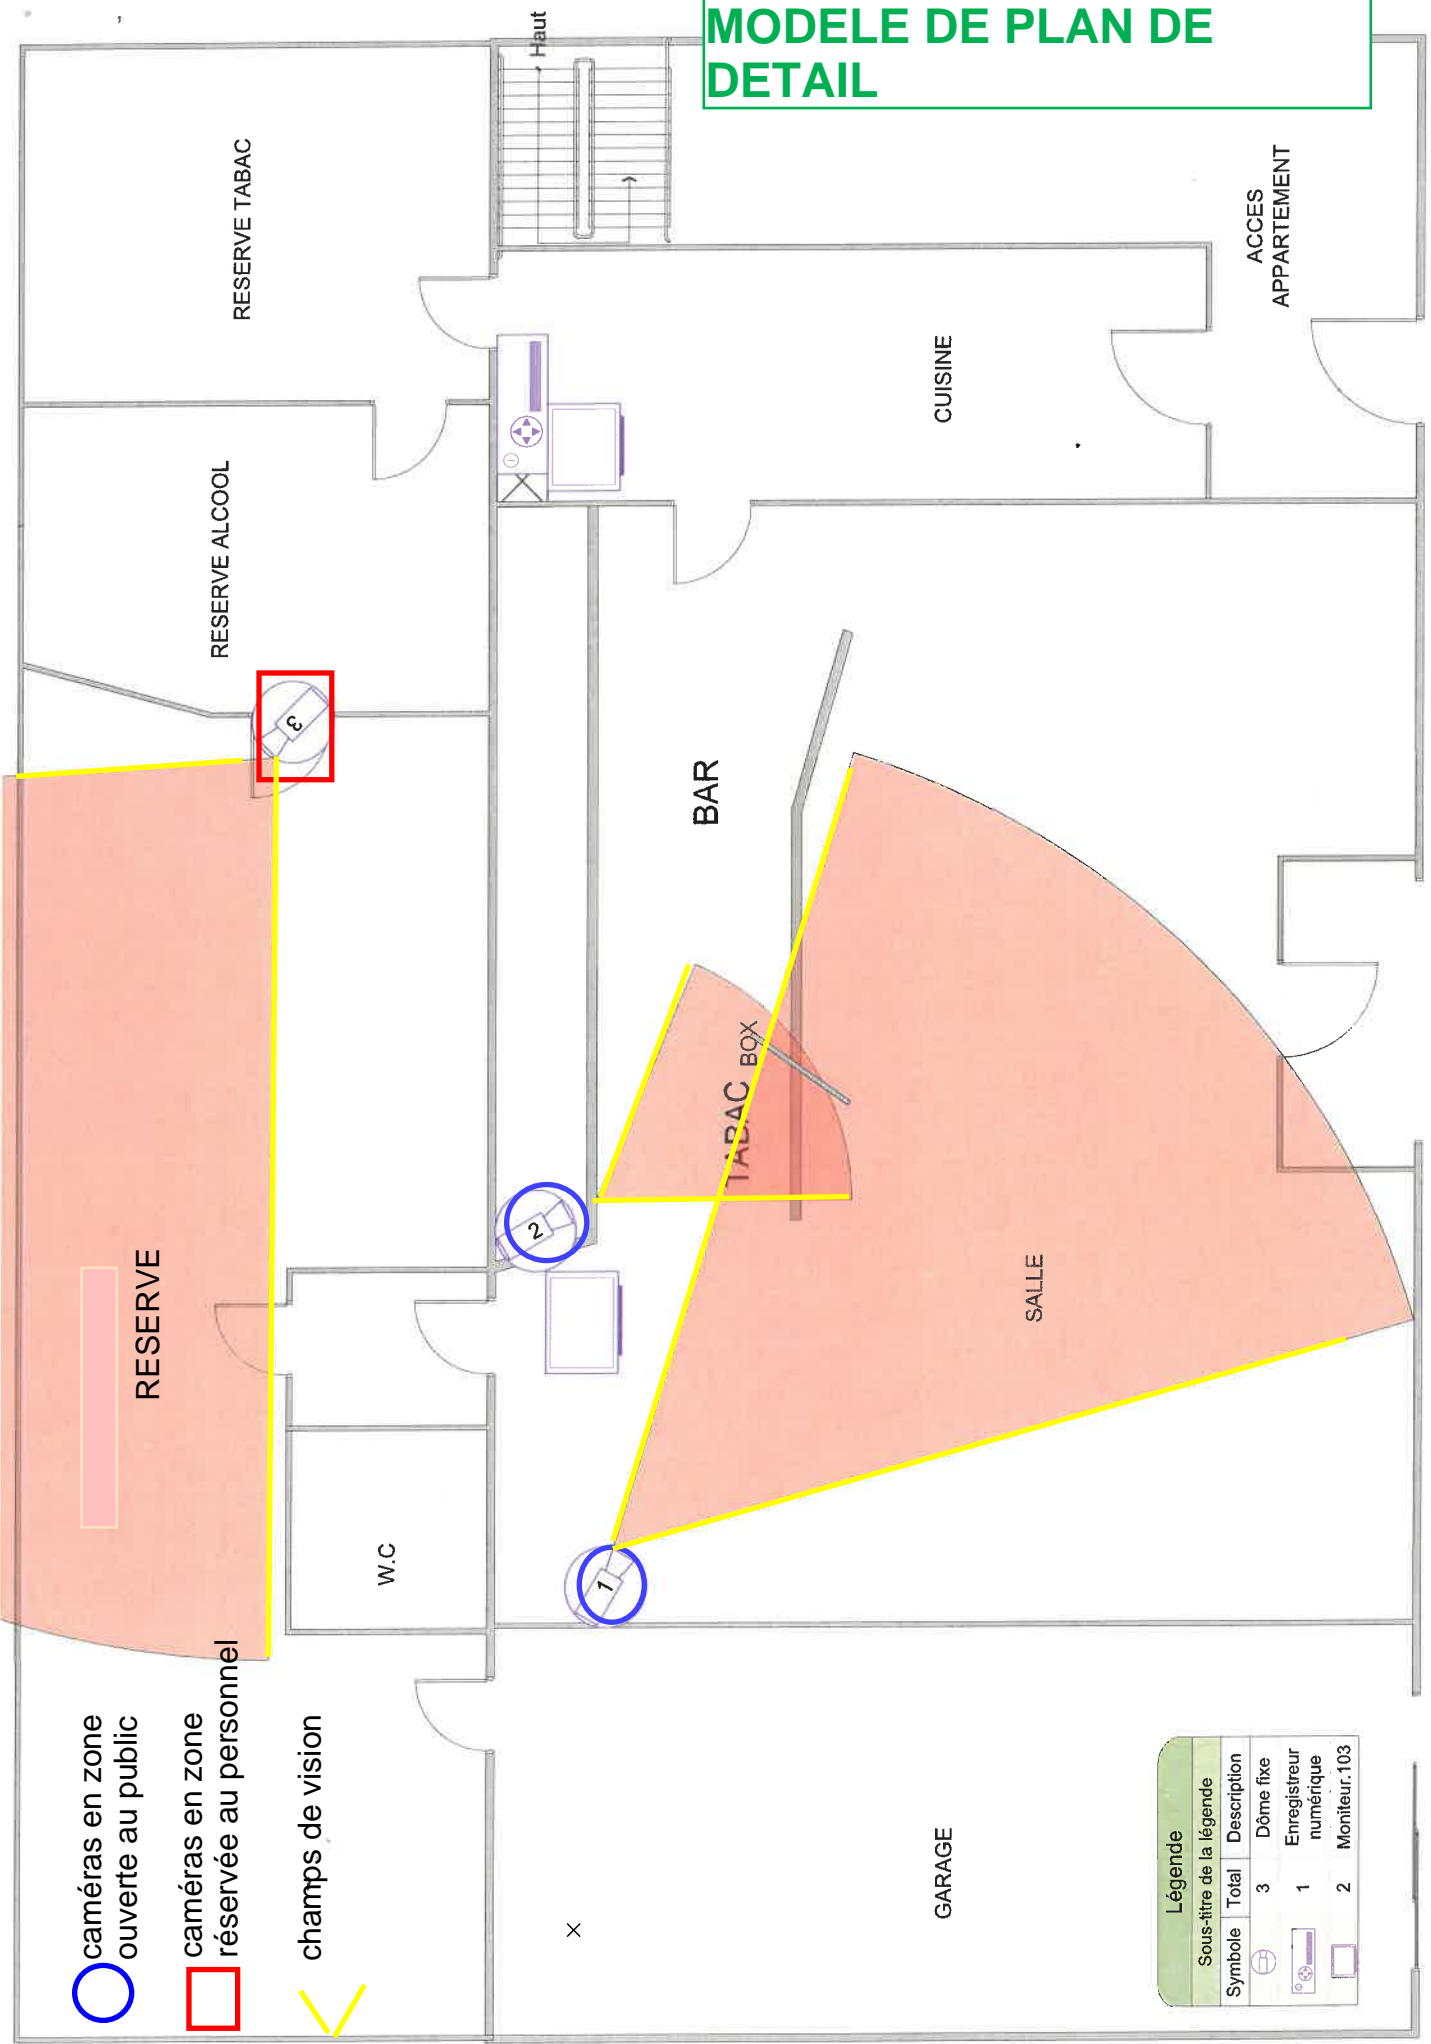 MODELE DE PLAN DE
DETAIL
Haut
RESERVE TABAC
ACCES
APPARTEMENT
CUISINE
RESERVE ALCOOL
3
BAR
BOX
TABAC
2
RESERVE
SALLE
W.C
1
caméras en zone
ouverte au public
caméras en zone
réservée au personnel
champs de vision
GARAGE
Légende
Sous-titre de la légende
Symbole Total Description
3 Dôme fixe
1 Enregistreur
numérique
2 Moniteur.103